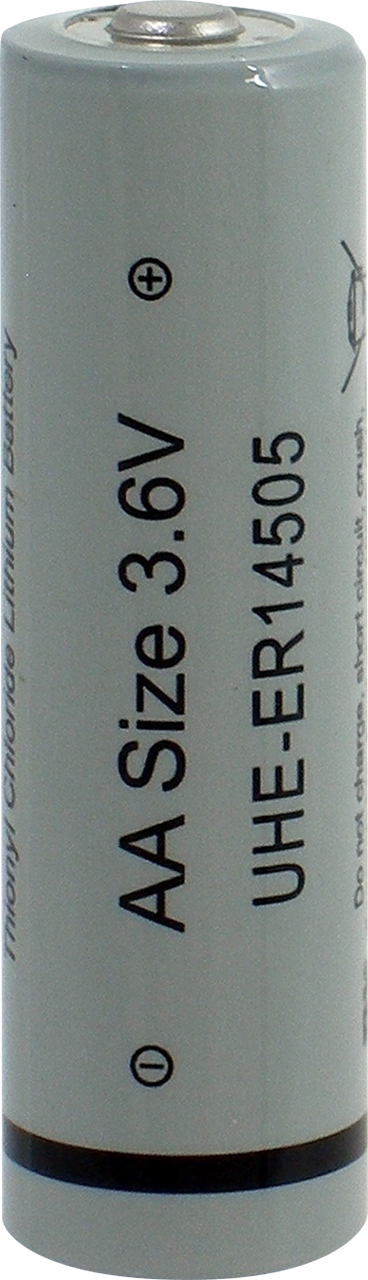 Thionyl Chloride Lithium Battery
⊕
AA Size 3.6V
⊖
UHE-ER14505
Do not charge, short circuit, crush,